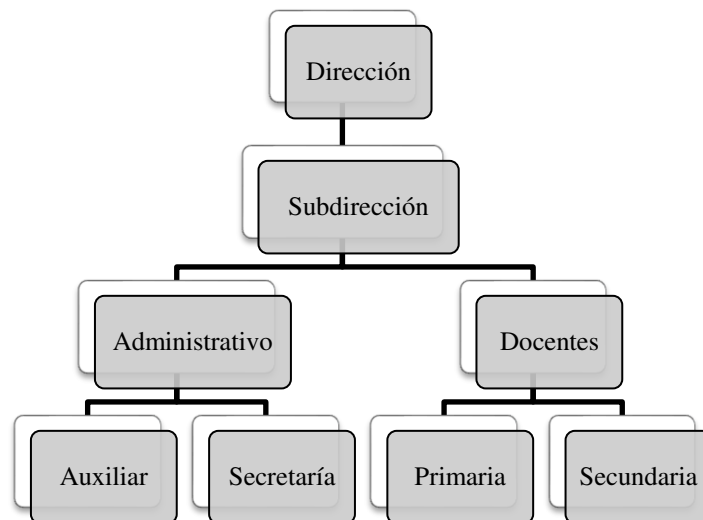 Dirección
Subdirección
Administrativo
Docentes
Auxiliar
Secretaría
Primaria
Secundaria